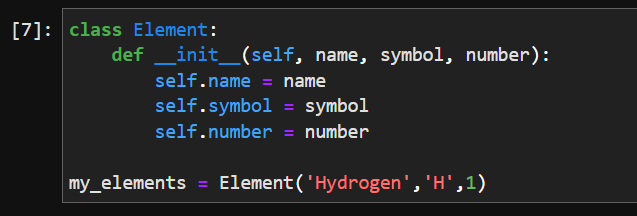 [7]: class Element:
    def __init__(self, name, symbol, number):
        self.name = name
        self.symbol = symbol
        self.number = number

my_elements = Element('Hydrogen','H',1)